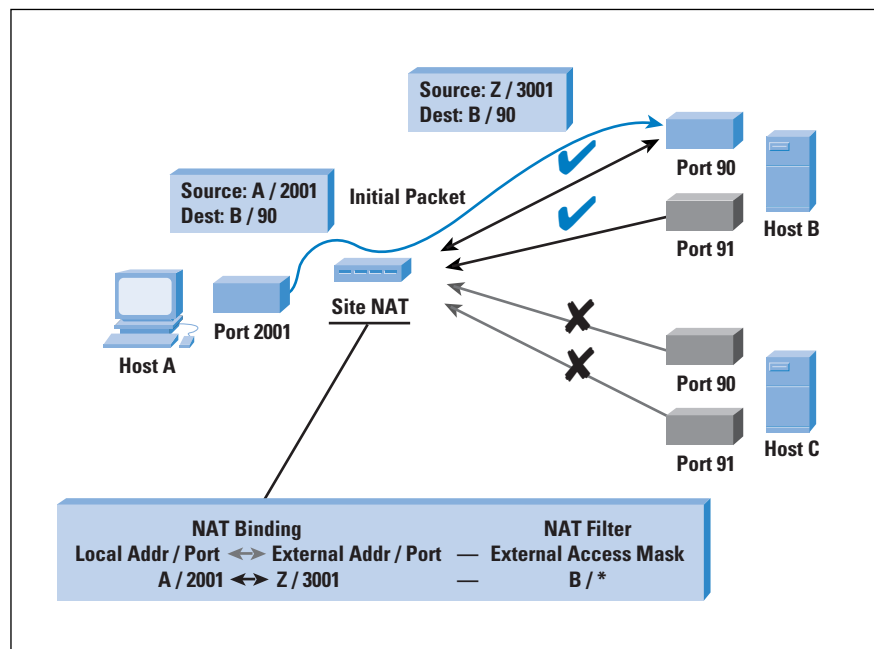 Source: Z / 3001
Dest: B / 90
Source: A / 2001
Dest: B / 90
Initial Packet
Port 90
Port 91
Host B
Host A
Port 2001
Site NAT
Port 90
Port 91
Host C
NAT Binding
NAT Filter
Local Addr / Port External Addr / Port — External Access Mask
A / 2001 Z / 3001 — B / *